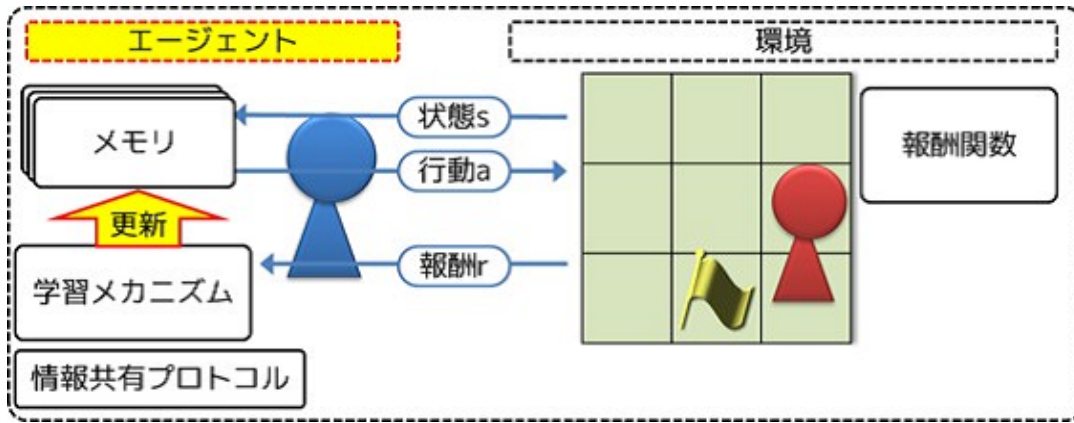 エージェント
環境
メモリ
状態s
行動a
報酬関数
更新
報酬r
学習メカニズム
情報共有プロトコル